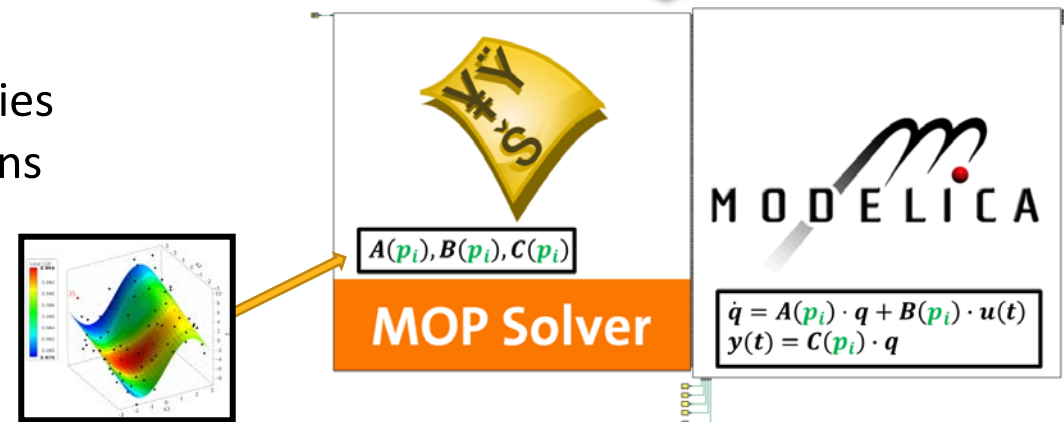 ies
ns
¥ Ÿ
Š
A(pᵢ), B(pᵢ), C(pᵢ)
MOP Solver
MODELICA
q̇ = A(pᵢ) · q + B(pᵢ) · u(t)
y(t) = C(pᵢ) · q